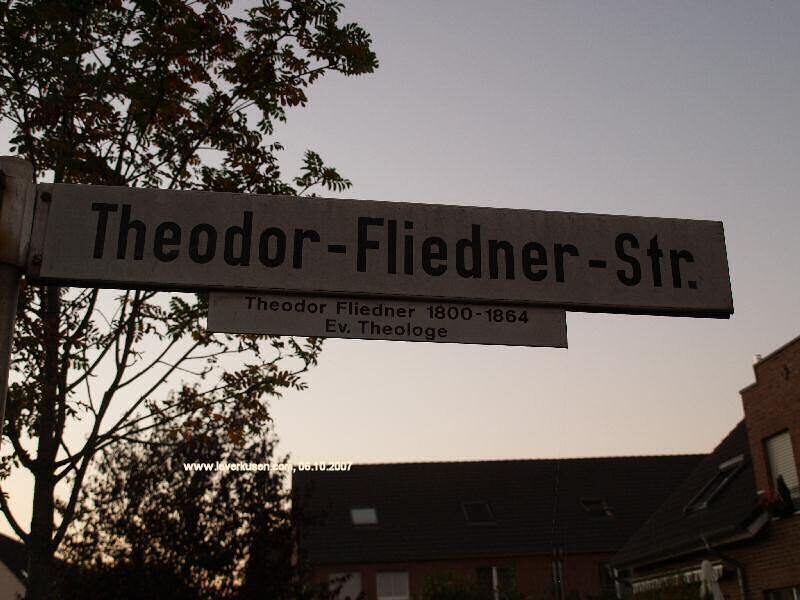 Theodor-Fliedner-Str.
Theodor Fliedner 1800-1864
Ev. Theologe
www.leverkusen.com, 06.10.2007